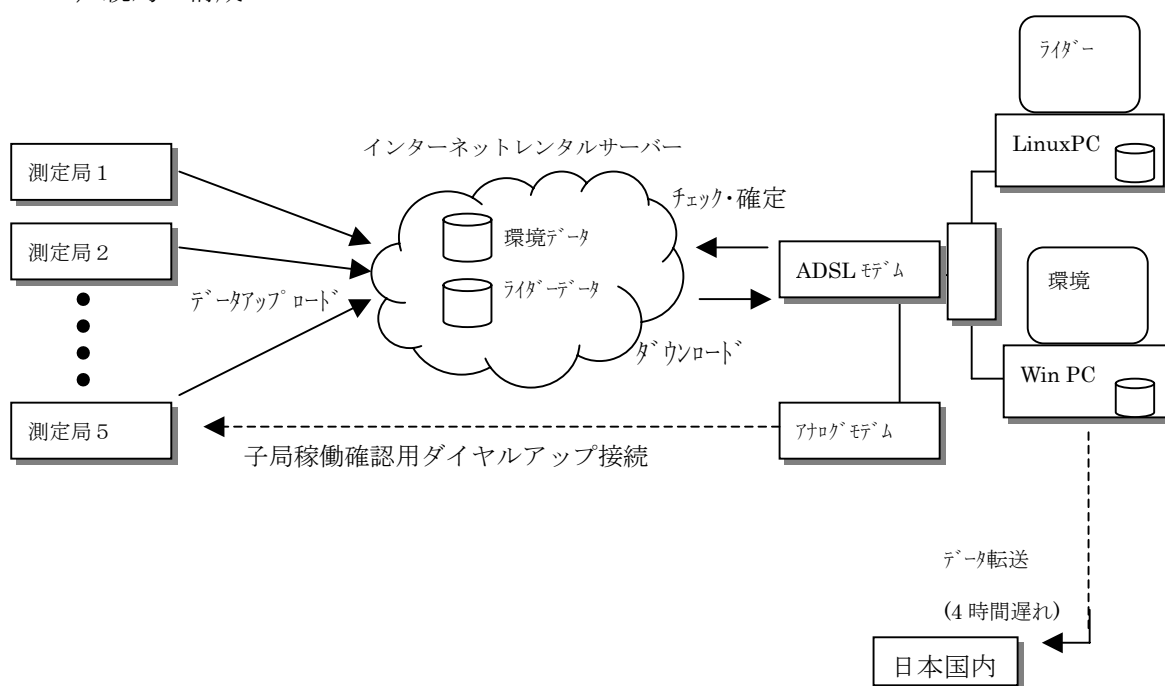 ライダー
LinuxPC
インターネットレンタルサーバー
測定局１
チェック・確定
測定局２
環境データ
ADSL モデム
環境
データアップロード
ライダーデータ
ダウンロード
Win PC
測定局５
アナログモデム
子局稼働確認用ダイヤルアップ接続
データ転送
(4 時間遅れ)
日本国内